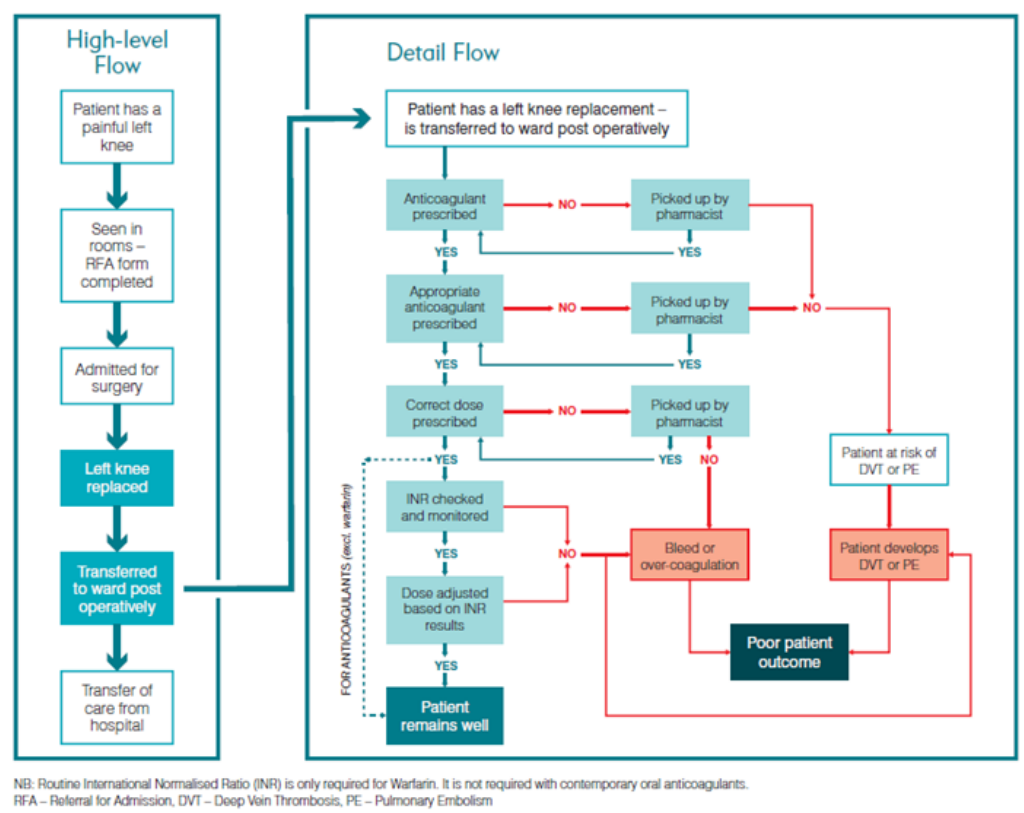 High-level
Flow
Patient has a
painful left
knee
Seen in
rooms –
RFA form
completed
Admitted for
surgery
Left knee
replaced
Transferred
to ward post
operatively
Transfer of
care from
hospital
Detail Flow
Patient has a left knee replacement –
is transferred to ward post operatively
Anticoagulant
prescribed
NO
Picked up by
pharmacist
YES
YES
Appropriate
anticoagulant
prescribed
NO
Picked up by
pharmacist
NO
YES
YES
Correct dose
prescribed
NO
Picked up by
pharmacist
YES
YES
NO
Patient at risk of
DVT or PE
FOR ANTICOAGULANTS (excl. warfarin)
INR checked
and monitored
YES
NO
Bleed or
over-coagulation
Patient develops
DVT or PE
Dose adjusted
based on INR
results
YES
Poor patient
outcome
Patient
remains well
NB: Routine International Normalised Ratio (INR) is only required for Warfarin. It is not required with contemporary oral anticoagulants.
RFA – Referral for Admission, DVT – Deep Vein Thrombosis, PE – Pulmonary Embolism